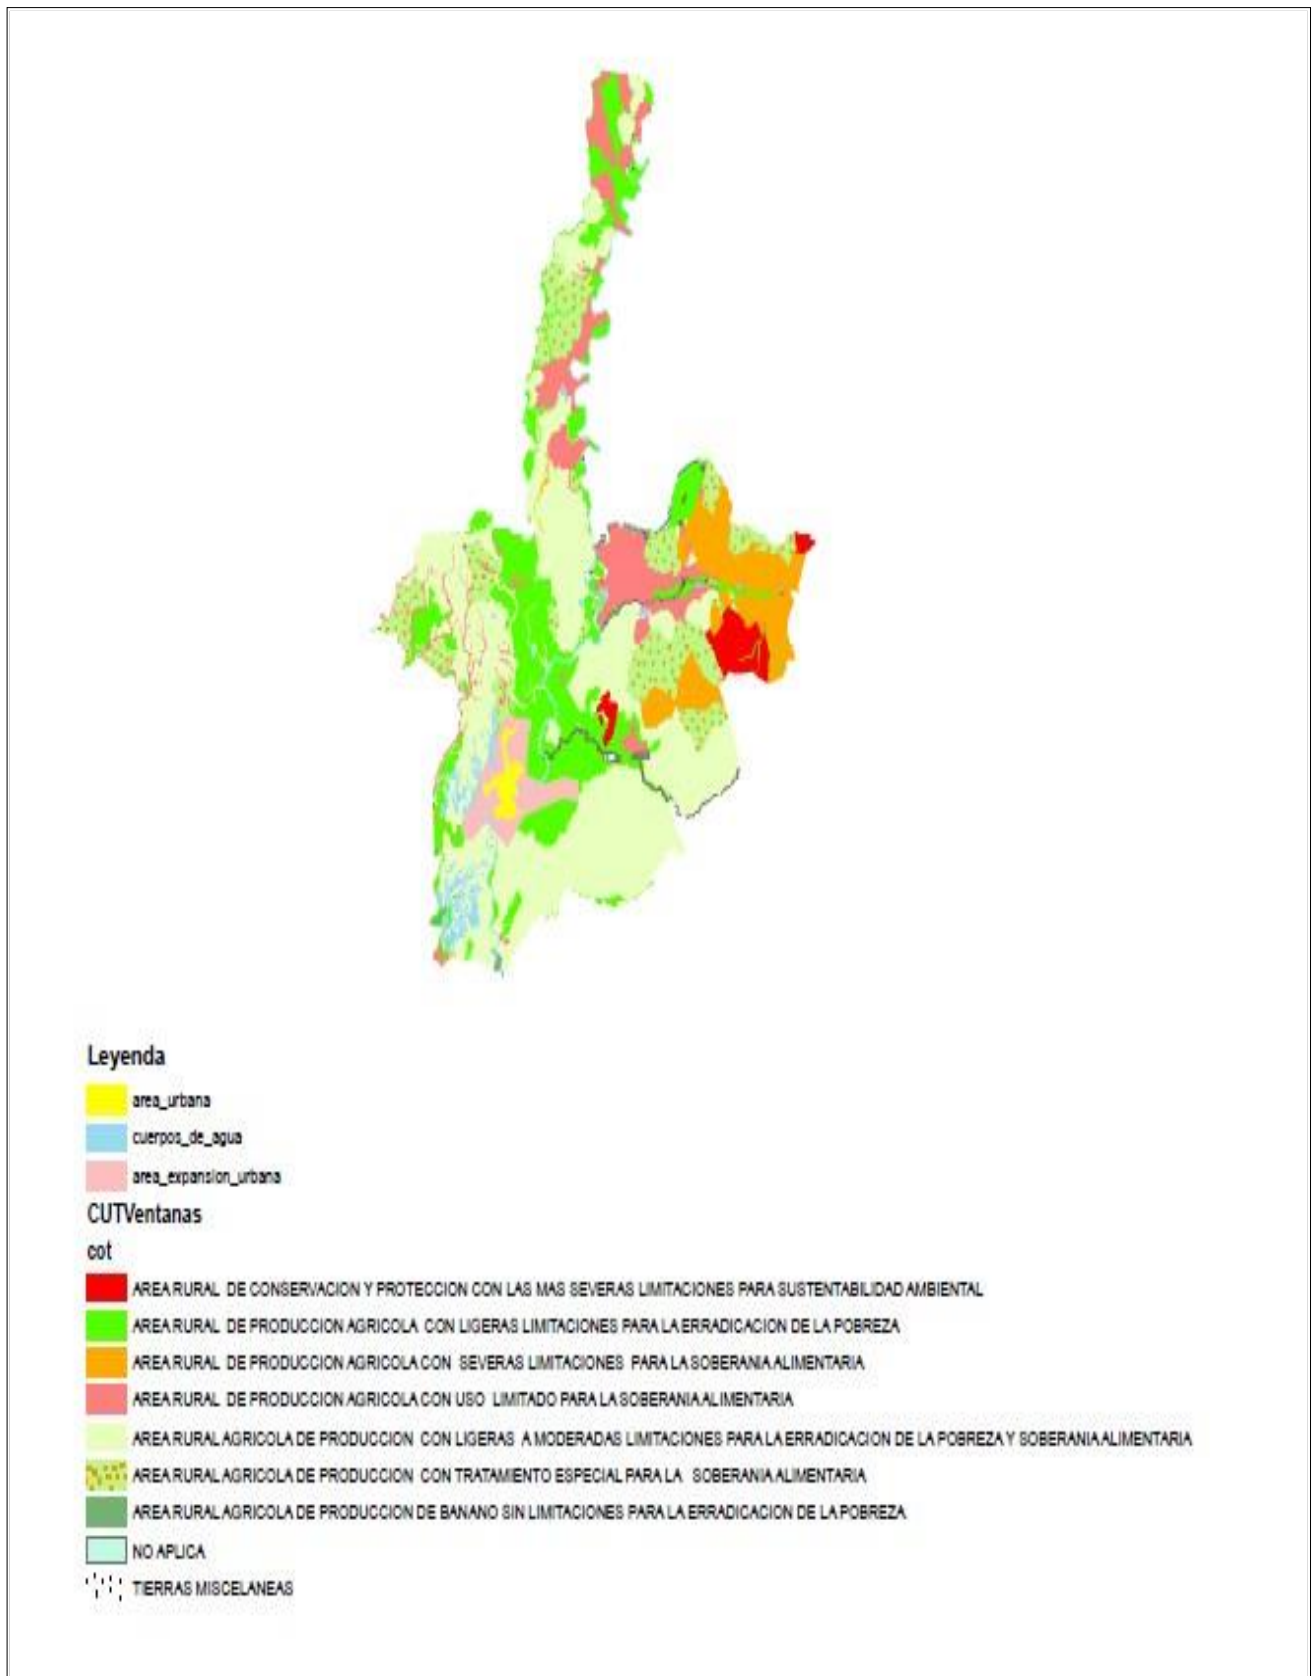 Leyenda
area_urbana
cuerpos_de_agua
area_expansion_urbana
CUTVentanas
cot
AREA RURAL DE CONSERVACION Y PROTECCION CON LAS MAS SEVERAS LIMITACIONES PARA SUSTENTABILIDAD AMBIENTAL
AREA RURAL DE PRODUCCION AGRICOLA CON LIGERAS LIMITACIONES PARA LA ERRADICACION DE LA POBREZA
AREA RURAL DE PRODUCCION AGRICOLA CON SEVERAS LIMITACIONES PARA LA SOBERANIA ALIMENTARIA
AREA RURAL DE PRODUCCION AGRICOLA CON USO LIMITADO PARA LA SOBERANIA ALIMENTARIA
AREA RURAL AGRICOLA DE PRODUCCION CON LIGERAS A MODERADAS LIMITACIONES PARA LA ERRADICACION DE LA POBREZA Y SOBERANIA ALIMENTARIA
AREA RURAL AGRICOLA DE PRODUCCION CON TRATAMIENTO ESPECIAL PARA LA SOBERANIA ALIMENTARIA
AREA RURAL AGRICOLA DE PRODUCCION DE BANANO SIN LIMITACIONES PARA LA ERRADICACION DE LA POBREZA
NO APLICA
TIERRAS MISCELANEAS